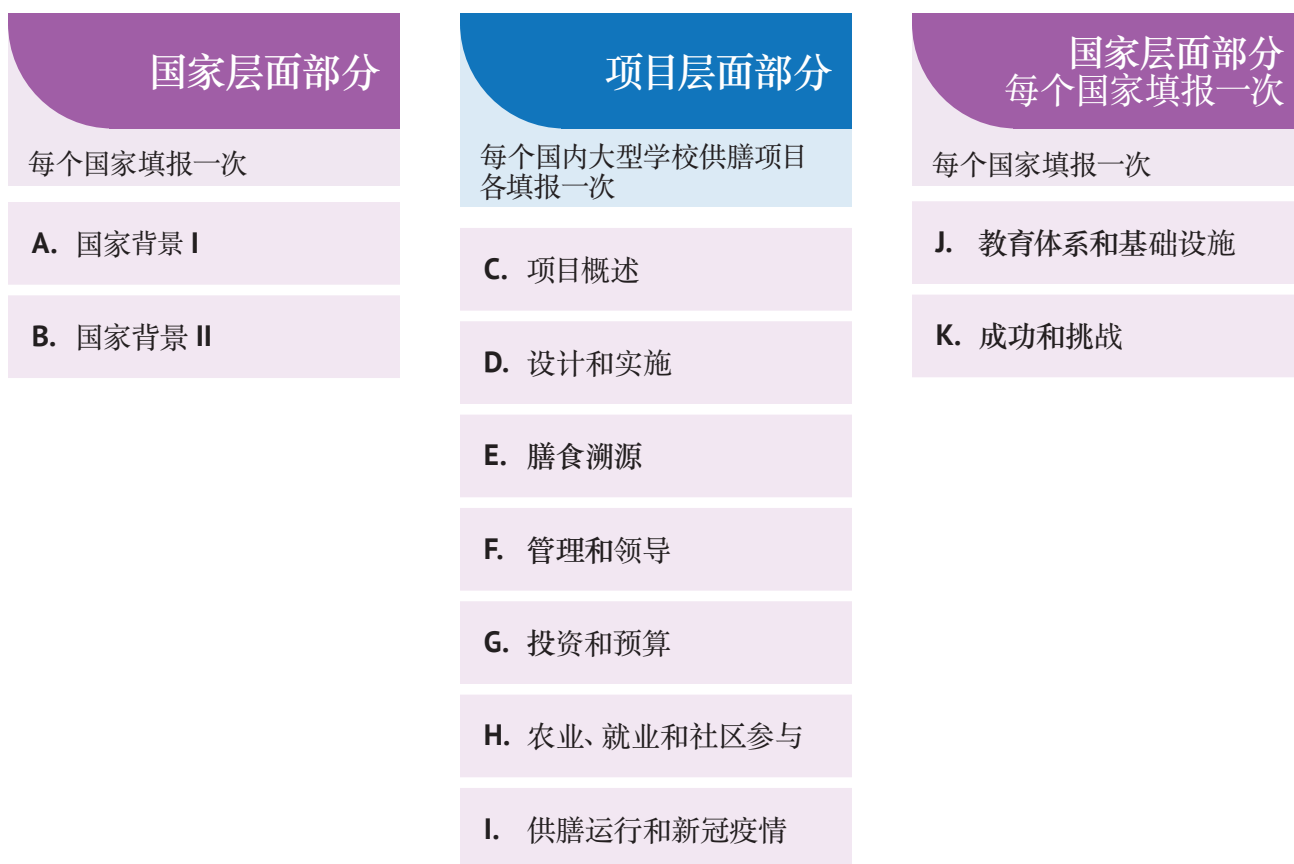 国家层面部分
每个国家填报一次
A. 国家背景 I
B. 国家背景 II
项目层面部分
每个国内大型学校供膳项目
各填报一次
C. 项目概述
D. 设计和实施
E. 膳食溯源
F. 管理和领导
G. 投资和预算
H. 农业、就业和社区参与
I. 供膳运行和新冠疫情
国家层面部分
每个国家填报一次
每个国家填报一次
J. 教育体系和基础设施
K. 成功和挑战